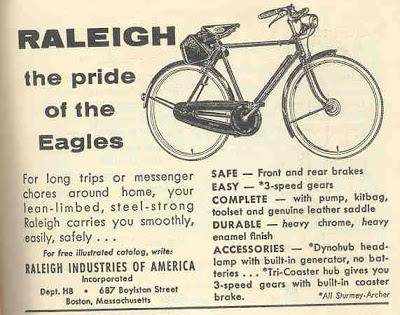 RALEIGH
the pride
of the
Eagles
For long trips or messenger
chores around home, your
lean-limbed, steel-strong
Raleigh carries you smoothly,
easily, safely . . .
For free illustrated catalog, write:
RALEIGH INDUSTRIES OF AMERICA
Incorporated
Dept. HB • 687 Boylston Street
Boston, Massachusetts
SAFE — Front and rear brakes
EASY — *3-speed gears
COMPLETE — with pump, kitbag,
toolset and genuine leather saddle
DURABLE — heavy chrome, heavy
enamel finish
ACCESSORIES — *Dynohub head-
lamp with built-in generator, no bat-
teries . . . *Tri-Coaster hub gives you
3-speed gears with built-in coaster
brake.
*All Sturmey-Archer